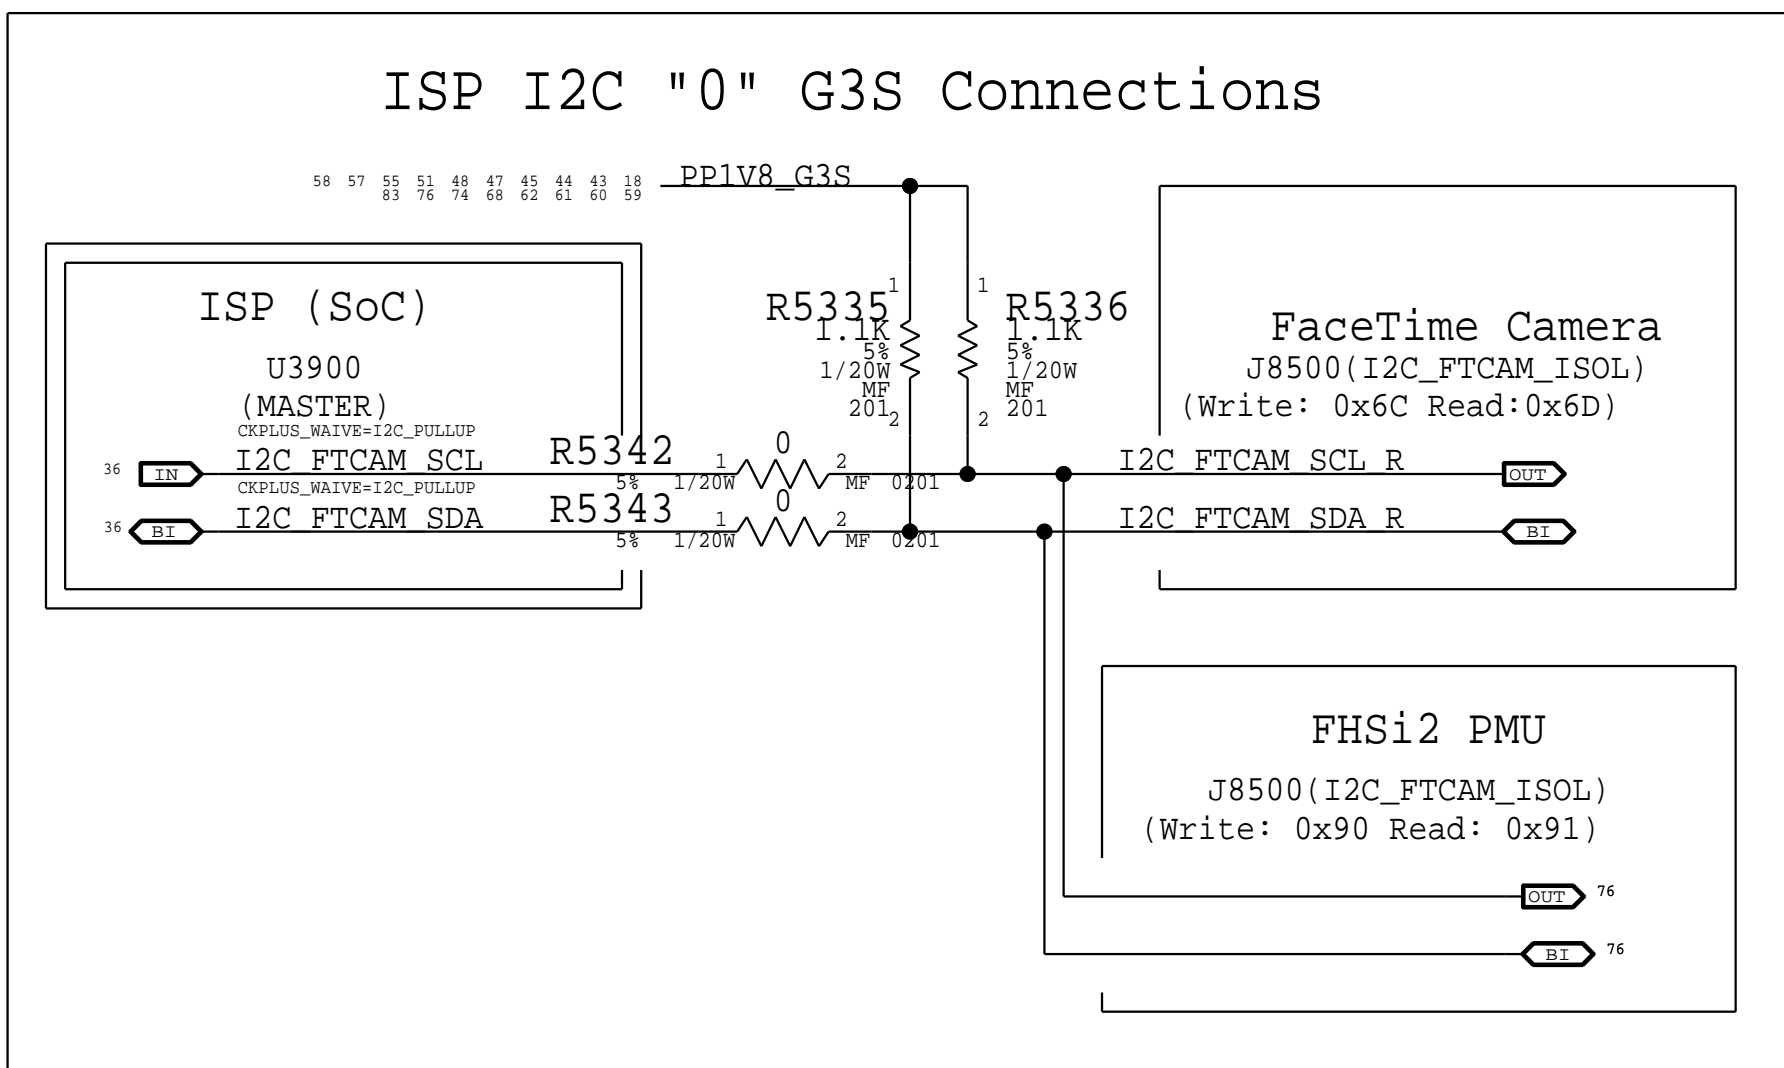 ISP I2C "0" G3S Connections
PP1V8_G3S
58 57 55 51 48 47 45 44 43 18
83 76 74 68 62 61 60 59
ISP (SoC)
U3900
(MASTER)
CKPLUS_WAIVE=I2C_PULLUP
36 IN I2C_FTCAM_SCL
CKPLUS_WAIVE=I2C_PULLUP
36 BI I2C_FTCAM_SDA
1
R5335
1.1K
5%
1/20W
MF
201
2
1
R5336
1.1K
5%
1/20W
MF
201
2
R5342 1 0 2
5% 1/20W MF 0201
R5343 1 0 2
5% 1/20W MF 0201
FaceTime Camera
J8500(I2C_FTCAM_ISOL)
(Write: 0x6C Read:0x6D)
I2C_FTCAM_SCL_R OUT
I2C_FTCAM_SDA_R BI
FHSi2 PMU
J8500(I2C_FTCAM_ISOL)
(Write: 0x90 Read: 0x91)
OUT 76
BI 76